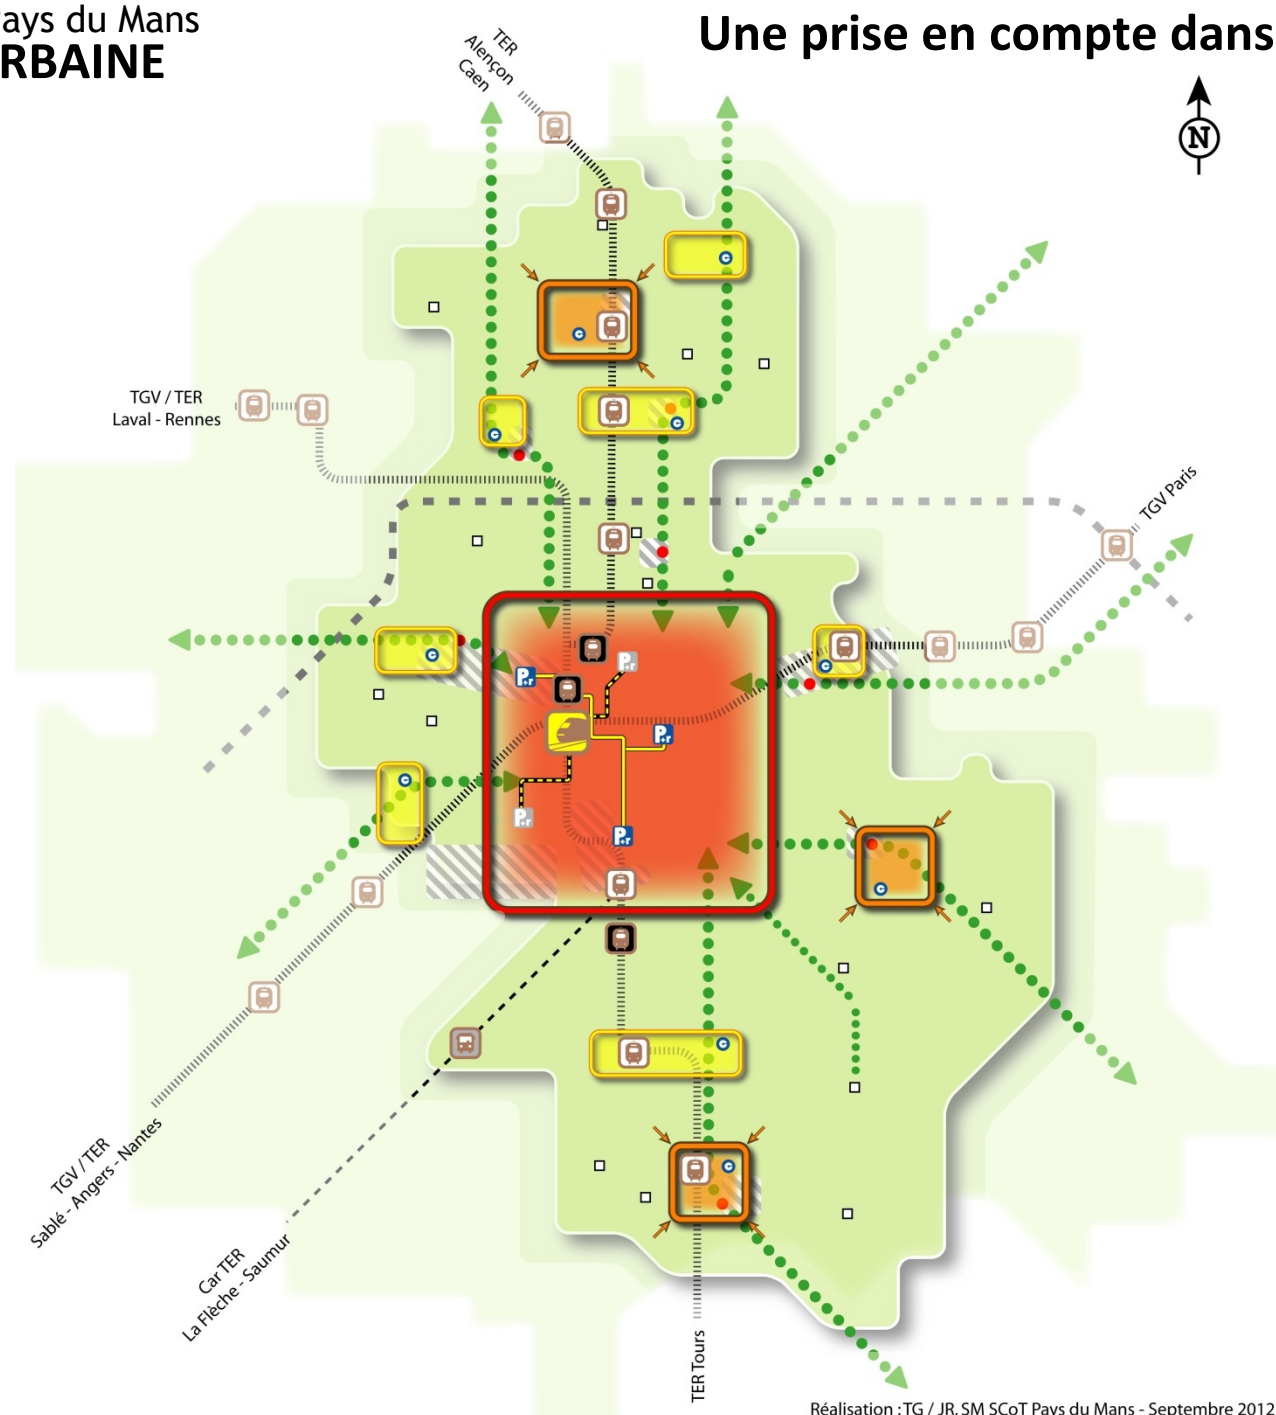 Pays du Mans
RBAINE
Une prise en compte dans
TER
Alençon
Caen
N
TGV / TER
Laval - Rennes
TGV Paris
C
C
C
C
C
C
P+r
P+r
P+r
C
P+r
P+r
C
C
C
TGV / TER
Sablé - Angers - Nantes
Car TER
La Flèche - Saumur
TER Tours
Réalisation : TG / JR. SM SCoT Pays du Mans - Septembre 2012